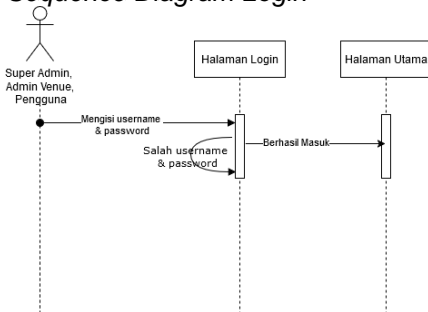 Sequence Diagram Login
Super Admin,
Admin Venue,
Pengguna
Halaman Login
Halaman Utama
Mengisi username
& password
Salah username
& password
Berhasil Masuk